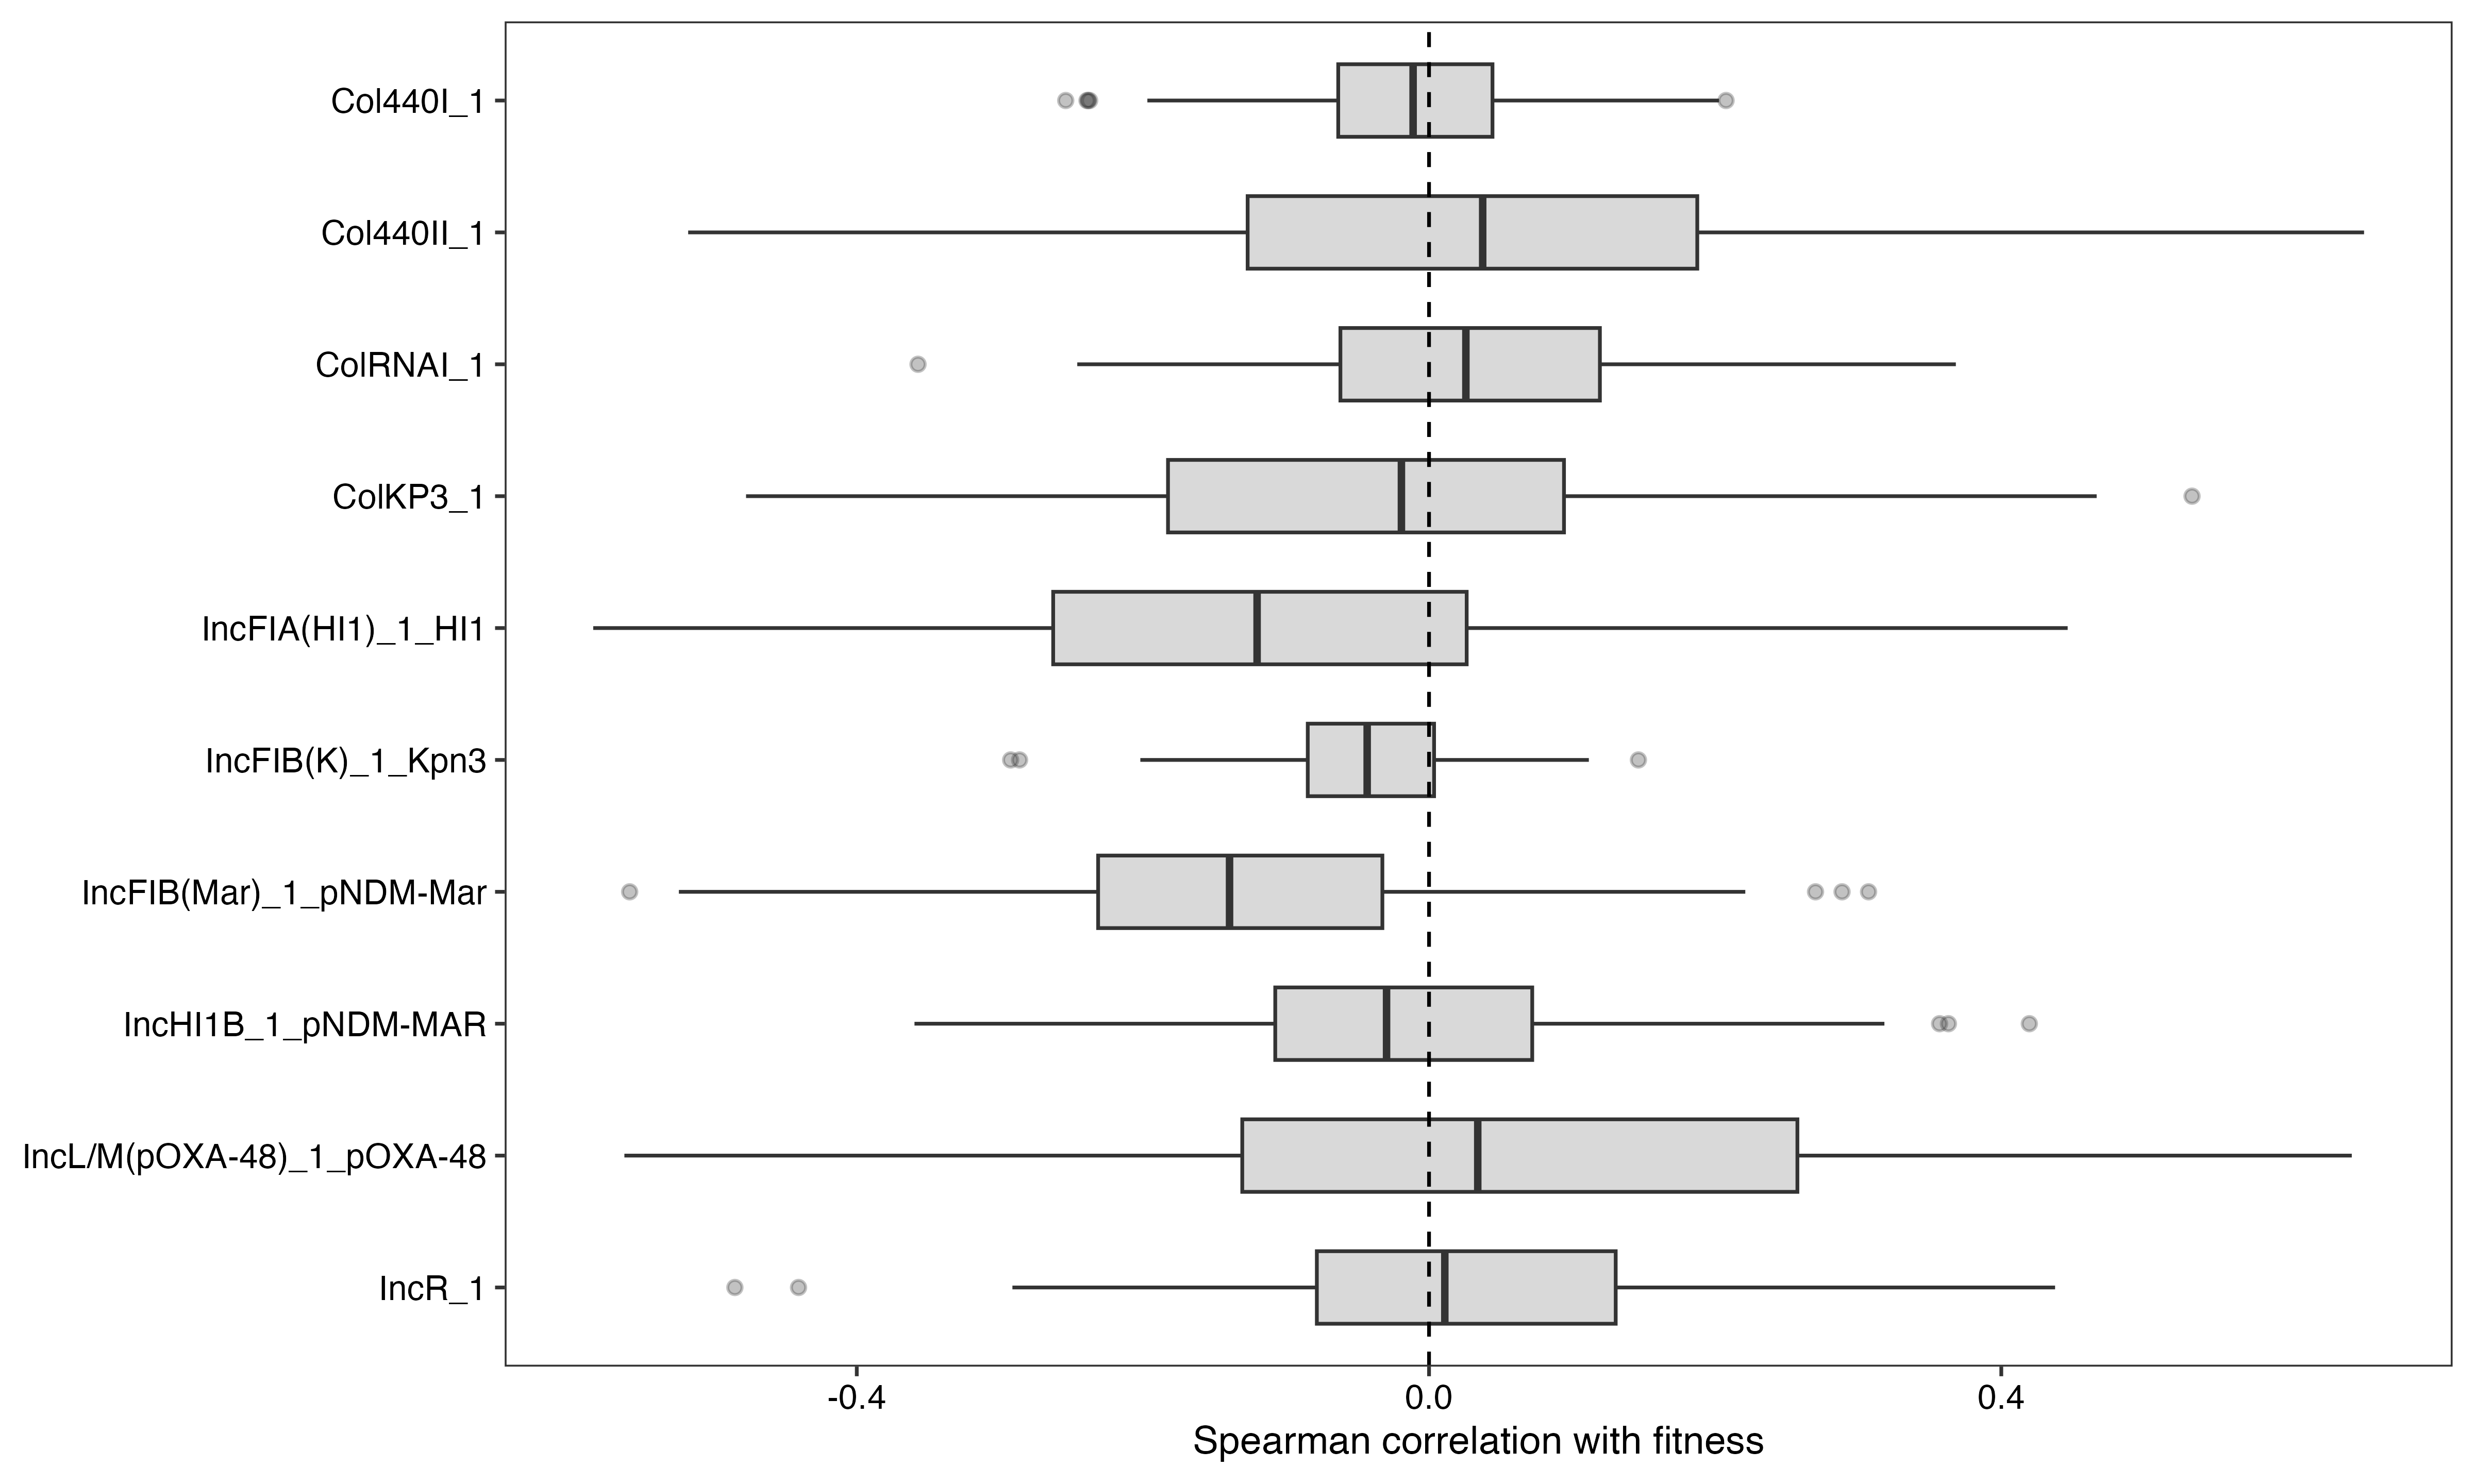 Col440I_1
Col440II_1
ColRNAI_1
ColKP3_1
IncFIA(HI1)_1_HI1
IncFIB(K)_1_Kpn3
IncFIB(Mar)_1_pNDM-Mar
IncHI1B_1_pNDM-MAR
IncL/M(pOXA-48)_1_pOXA-48
IncR_1
-0.4 0.0 0.4
Spearman correlation with fitness